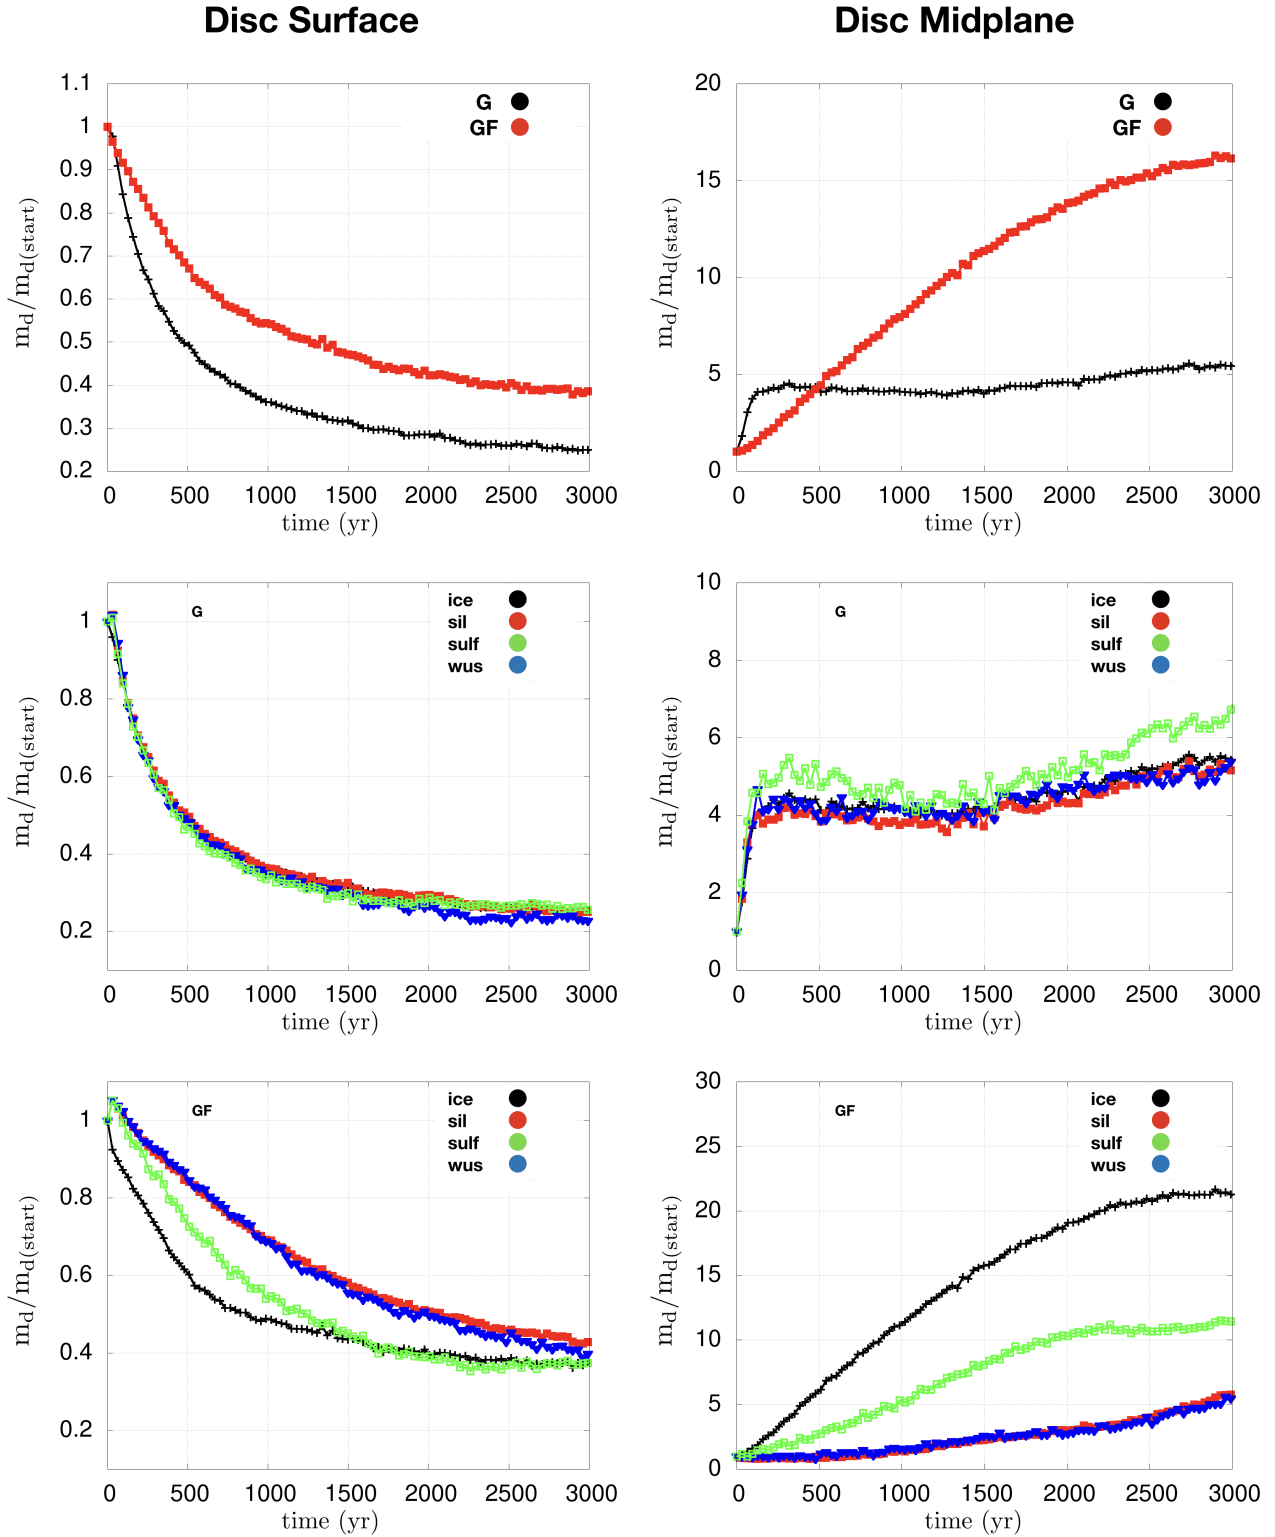 Disc Surface
Disc Midplane
1.1
1
0.9
0.8
0.7
0.6
0.5
0.4
0.3
0.2
m_d/m_d(start)
G
GF
0 500 1000 1500 2000 2500 3000
time (yr)
20
15
10
5
0
m_d/m_d(start)
G
GF
0 500 1000 1500 2000 2500 3000
time (yr)
1
0.8
0.6
0.4
0.2
m_d/m_d(start)
G
ice
sil
sulf
wus
0 500 1000 1500 2000 2500 3000
time (yr)
10
8
6
4
2
0
m_d/m_d(start)
G
ice
sil
sulf
wus
0 500 1000 1500 2000 2500 3000
time (yr)
1
0.8
0.6
0.4
0.2
m_d/m_d(start)
GF
ice
sil
sulf
wus
0 500 1000 1500 2000 2500 3000
time (yr)
30
25
20
15
10
5
0
m_d/m_d(start)
GF
ice
sil
sulf
wus
0 500 1000 1500 2000 2500 3000
time (yr)